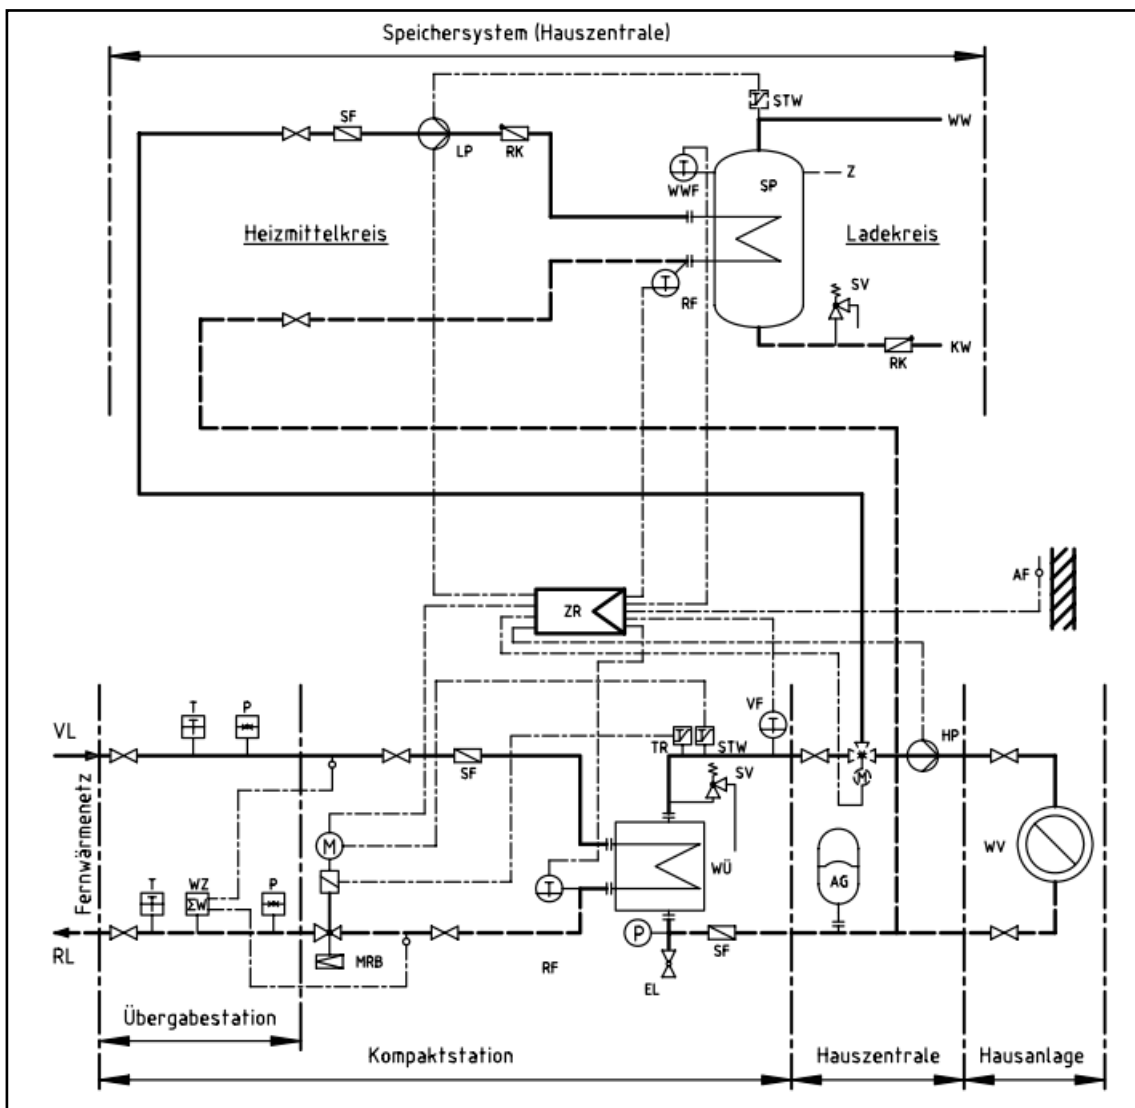 Speichersystem (Hauszentrale)
STW
SF
LP
RK
WW
WWF
SP
Z
Heizmittelkreis
Ladekreis
T
T
RF
SV
RK
KW
AF
ZR
VL
T
T
P
SF
TR
STW
VF
T
HP
SV
M
Fernwärmenetz
M
WÜ
WV
T
T
WZ
ΣW
P
T
AG
RL
MRB
RF
P
EL
SF
Übergabestation
Kompaktstation
Hauszentrale
Hausanlage